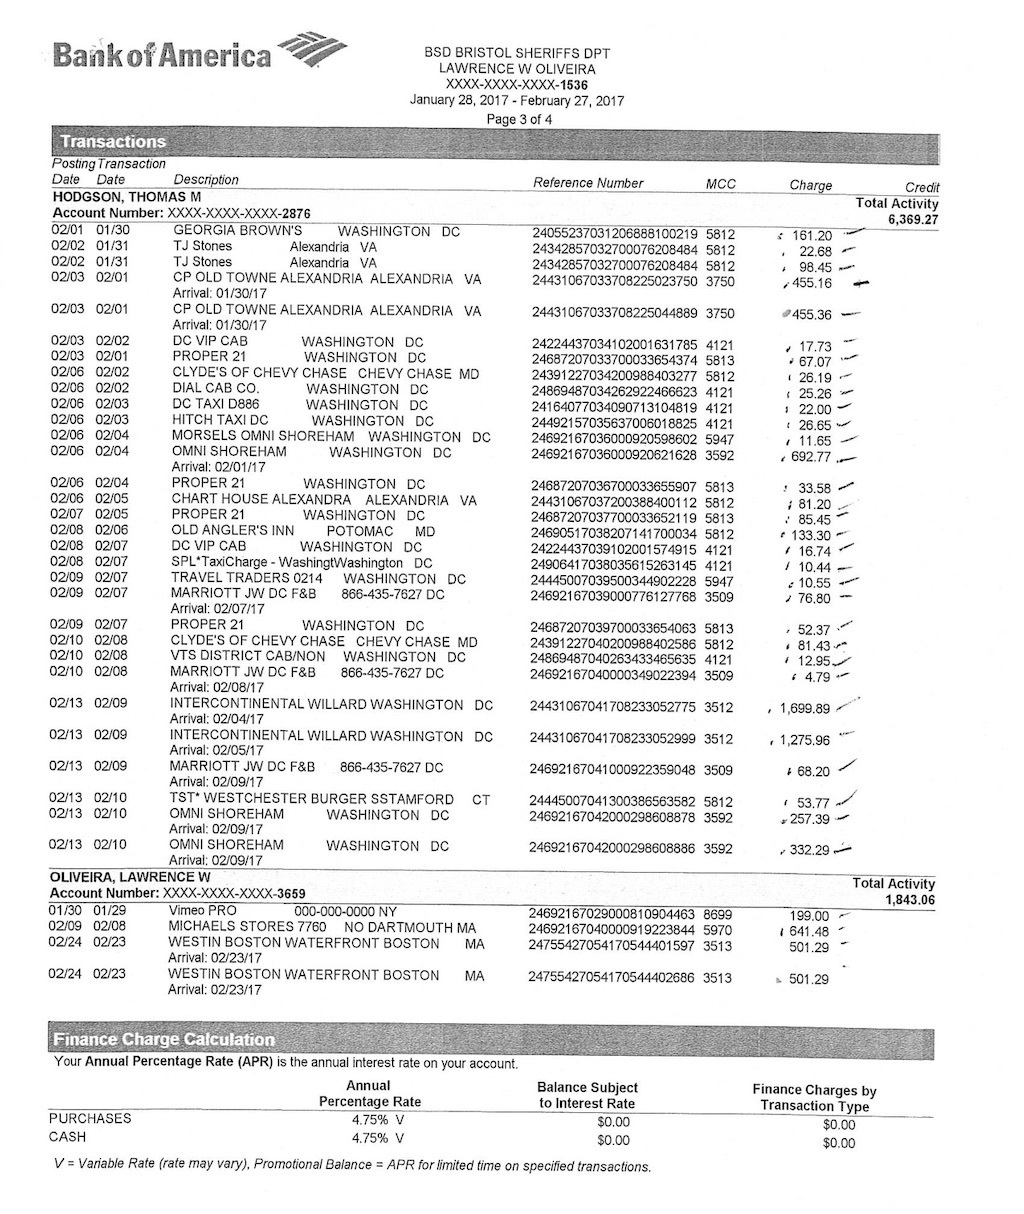 Bank of America
BSD BRISTOL SHERIFFS DPT
LAWRENCE W OLIVEIRA
XXXX-XXXX-XXXX-1536
January 28, 2017 - February 27, 2017
Page 3 of 4
Transactions
Posting Transaction
Date Date Description Reference Number MCC Charge Credit
HODGSON, THOMAS M Total Activity
Account Number: XXXX-XXXX-XXXX-2876 6,369.27
02/01 01/30 GEORGIA BROWN'S WASHINGTON DC 24055237031206888100219 5812 161.20
02/02 01/31 TJ Stones Alexandria VA 24342857032700076208484 5812 22.68
02/02 01/31 TJ Stones Alexandria VA 24342857032700076208484 5812 98.45
02/03 02/01 CP OLD TOWNE ALEXANDRIA ALEXANDRIA VA 24431067033708225023750 3750 455.16
Arrival: 01/30/17
02/03 02/01 CP OLD TOWNE ALEXANDRIA ALEXANDRIA VA 24431067033708225044889 3750 455.36
Arrival: 01/30/17
02/03 02/02 DC VIP CAB WASHINGTON DC 24224437034102001631785 4121 17.73
02/03 02/01 PROPER 21 WASHINGTON DC 24687207033700033654374 5813 67.07
02/06 02/02 CLYDE'S OF CHEVY CHASE CHEVY CHASE MD 24391227034200988403277 5812 26.19
02/06 02/02 DIAL CAB CO. WASHINGTON DC 24869487034262922466623 4121 25.26
02/06 02/03 DC TAXI D886 WASHINGTON DC 24164077034090713104819 4121 22.00
02/06 02/03 HITCH TAXI DC WASHINGTON DC 24492157035637006018825 4121 26.65
02/06 02/04 MORSELS OMNI SHOREHAM WASHINGTON DC 24692167036000920598602 5947 11.65
02/06 02/04 OMNI SHOREHAM WASHINGTON DC 24692167036000920621628 3592 692.77
Arrival: 02/01/17
02/06 02/04 PROPER 21 WASHINGTON DC 24687207036700033655907 5813 33.58
02/06 02/05 CHART HOUSE ALEXANDRA ALEXANDRIA VA 24431067037200388400112 5812 81.20
02/07 02/05 PROPER 21 WASHINGTON DC 24687207037700033652119 5813 85.45
02/08 02/06 OLD ANGLER'S INN POTOMAC MD 24690517038207141700034 5812 133.30
02/08 02/07 DC VIP CAB WASHINGTON DC 24224437039102001574915 4121 16.74
02/08 02/07 SPL*TaxiCharge - WashingtWashington DC 24906417038035615263145 4121 10.44
02/09 02/07 TRAVEL TRADERS 0214 WASHINGTON DC 24445007039500344902228 5947 10.55
02/09 02/07 MARRIOTT JW DC F&B 866-435-7627 DC 24692167039000776127768 3509 76.80
Arrival: 02/07/17
02/09 02/07 PROPER 21 WASHINGTON DC 24687207039700033654063 5813 52.37
02/10 02/08 CLYDE'S OF CHEVY CHASE CHEVY CHASE MD 24391227040200988402586 5812 81.43
02/10 02/08 VTS DISTRICT CAB/NON WASHINGTON DC 24869487040263433465635 4121 12.95
02/10 02/08 MARRIOTT JW DC F&B 866-435-7627 DC 24692167040000349022394 3509 4.79
Arrival: 02/08/17
02/13 02/09 INTERCONTINENTAL WILLARD WASHINGTON DC 24431067041708233052775 3512 1,699.89
Arrival: 02/04/17
02/13 02/09 INTERCONTINENTAL WILLARD WASHINGTON DC 24431067041708233052999 3512 1,275.96
Arrival: 02/05/17
02/13 02/09 MARRIOTT JW DC F&B 866-435-7627 DC 24692167041000922359048 3509 68.20
Arrival: 02/09/17
02/13 02/10 TST* WESTCHESTER BURGER SSTAMFORD CT 24445007041300386563582 5812 53.77
02/13 02/10 OMNI SHOREHAM WASHINGTON DC 24692167042000298608878 3592 257.39
Arrival: 02/09/17
02/13 02/10 OMNI SHOREHAM WASHINGTON DC 24692167042000298608886 3592 332.29
Arrival: 02/09/17
OLIVEIRA, LAWRENCE W Total Activity
Account Number: XXXX-XXXX-XXXX-3659 1,843.06
01/30 01/29 Vimeo PRO 000-000-0000 NY 24692167029000810904463 8699 199.00
02/09 02/08 MICHAELS STORES 7760 NO DARTMOUTH MA 24692167040000919223844 5970 641.48
02/24 02/23 WESTIN BOSTON WATERFRONT BOSTON MA 24755427054170544401597 3513 501.29
Arrival: 02/23/17
02/24 02/23 WESTIN BOSTON WATERFRONT BOSTON MA 24755427054170544402686 3513 501.29
Arrival: 02/23/17
Finance Charge Calculation
Your Annual Percentage Rate (APR) is the annual interest rate on your account.
Annual Balance Subject Finance Charges by
Percentage Rate to Interest Rate Transaction Type
PURCHASES 4.75% V $0.00 $0.00
CASH 4.75% V $0.00 $0.00
V = Variable Rate (rate may vary), Promotional Balance = APR for limited time on specified transactions.